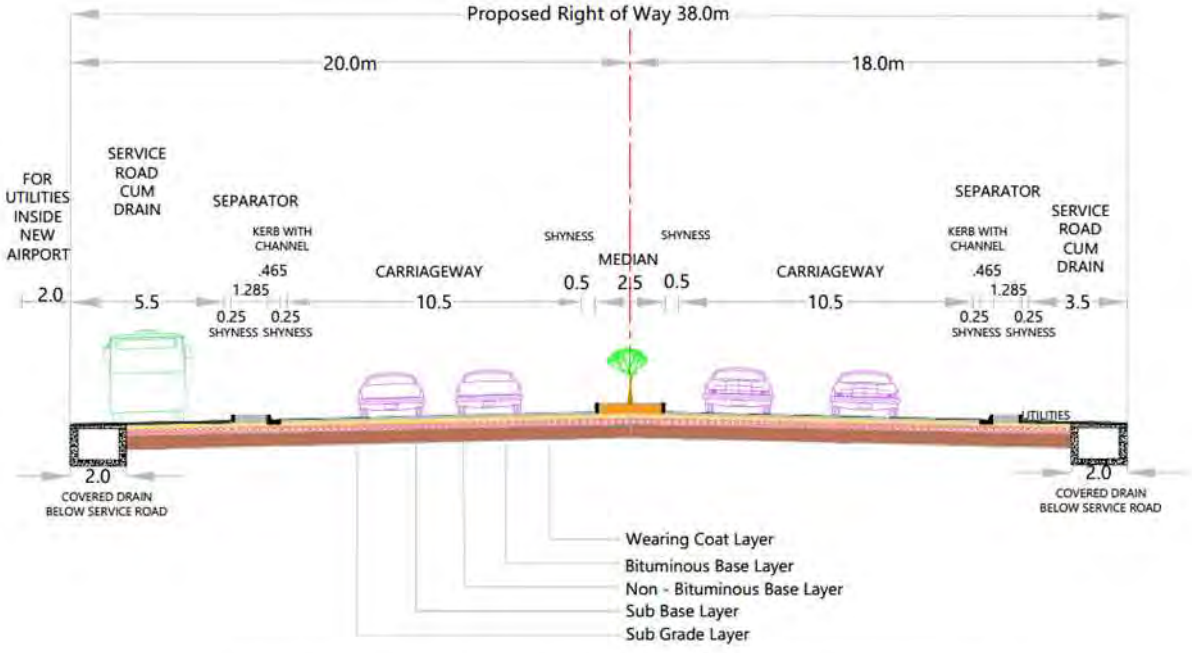 Proposed Right of Way 38.0m
20.0m
18.0m
FOR
UTILITIES
INSIDE
NEW
AIRPORT
SERVICE
ROAD
CUM
DRAIN
SEPARATOR
KERB WITH
CHANNEL
.465
CARRIAGEWAY
SHYNESS
MEDIAN
SHYNESS
CARRIAGEWAY
SEPARATOR
KERB WITH
CHANNEL
.465
SERVICE
ROAD
CUM
DRAIN
2.0
5.5
1.285
0.25
SHYNESS
0.25
SHYNESS
10.5
0.5
2.5
0.5
10.5
1.285
0.25
SHYNESS
0.25
SHYNESS
3.5
UTILITIES
2.0
COVERED DRAIN
BELOW SERVICE ROAD
2.0
COVERED DRAIN
BELOW SERVICE ROAD
Wearing Coat Layer
Bituminous Base Layer
Non - Bituminous Base Layer
Sub Base Layer
Sub Grade Layer